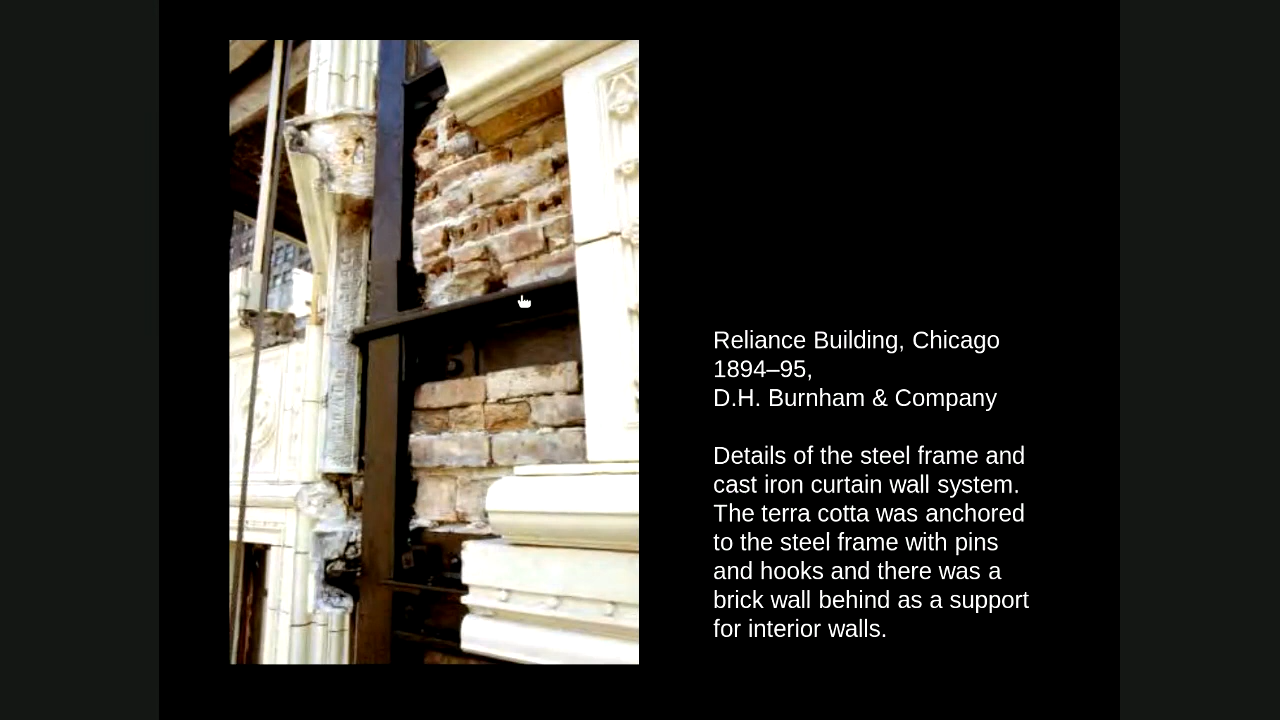 Reliance Building, Chicago
1894–95,
D.H. Burnham & Company
Details of the steel frame and
cast iron curtain wall system.
The terra cotta was anchored
to the steel frame with pins
and hooks and there was a
brick wall behind as a support
for interior walls.